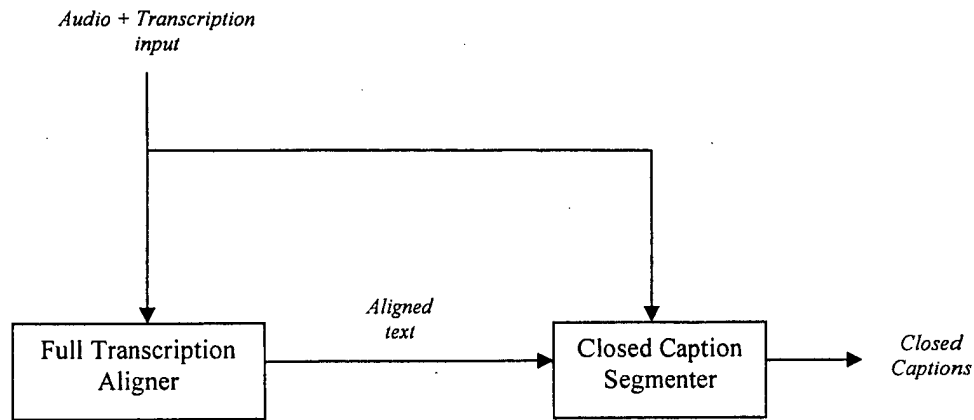 Audio + Transcription
input
Aligned
text
Full Transcription
Aligner
Closed Caption
Segmenter
Closed
Captions